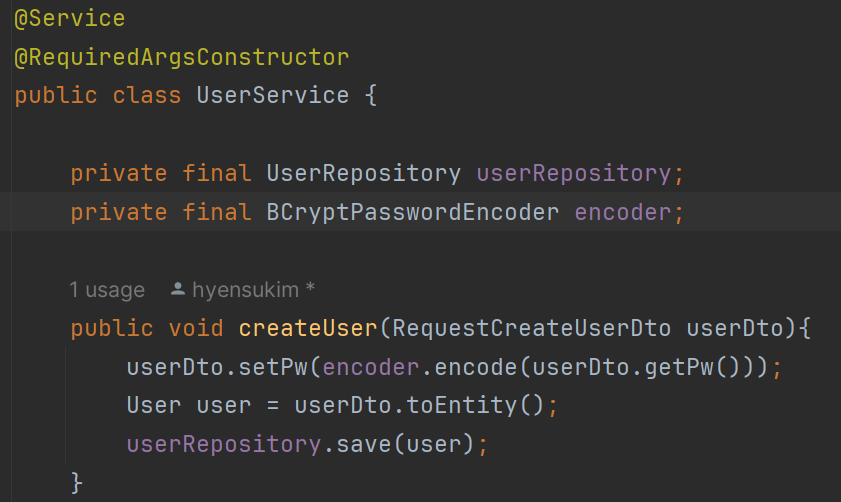 @Service
@RequiredArgsConstructor
public class UserService {
private final UserRepository userRepository;
private final BCryptPasswordEncoder encoder;
1 usage hyensukim *
public void createUser(RequestCreateUserDto userDto){
userDto.setPw(encoder.encode(userDto.getPw()));
User user = userDto.toEntity();
userRepository.save(user);
}